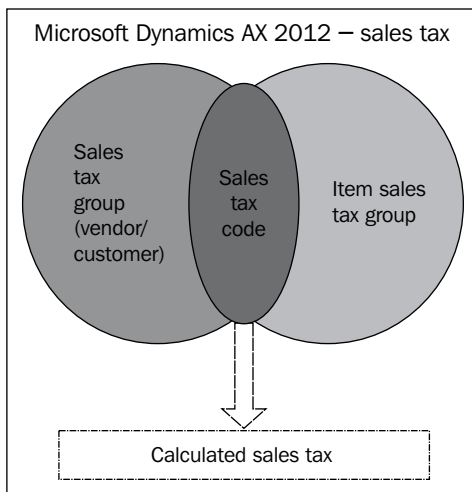 Microsoft Dynamics AX 2012 – sales tax
Sales
tax
group
(vendor/
customer)
Sales
tax
code
Item sales
tax group
Calculated sales tax